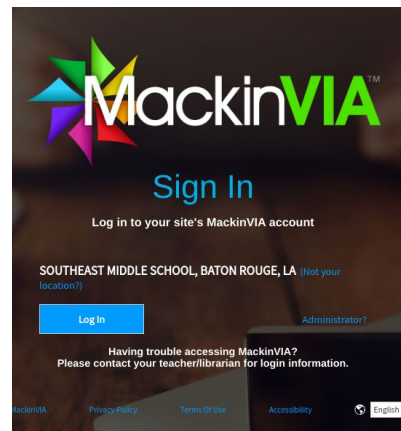 MackinVIA™
Sign In
Log in to your site's MackinVIA account
SOUTHEAST MIDDLE SCHOOL, BATON ROUGE, LA (Not your
location?)
Log In
Administrator?
Having trouble accessing MackinVIA?
Please contact your teacher/librarian for login information.
MackinVIA Privacy Policy Terms Of Use Accessibility English